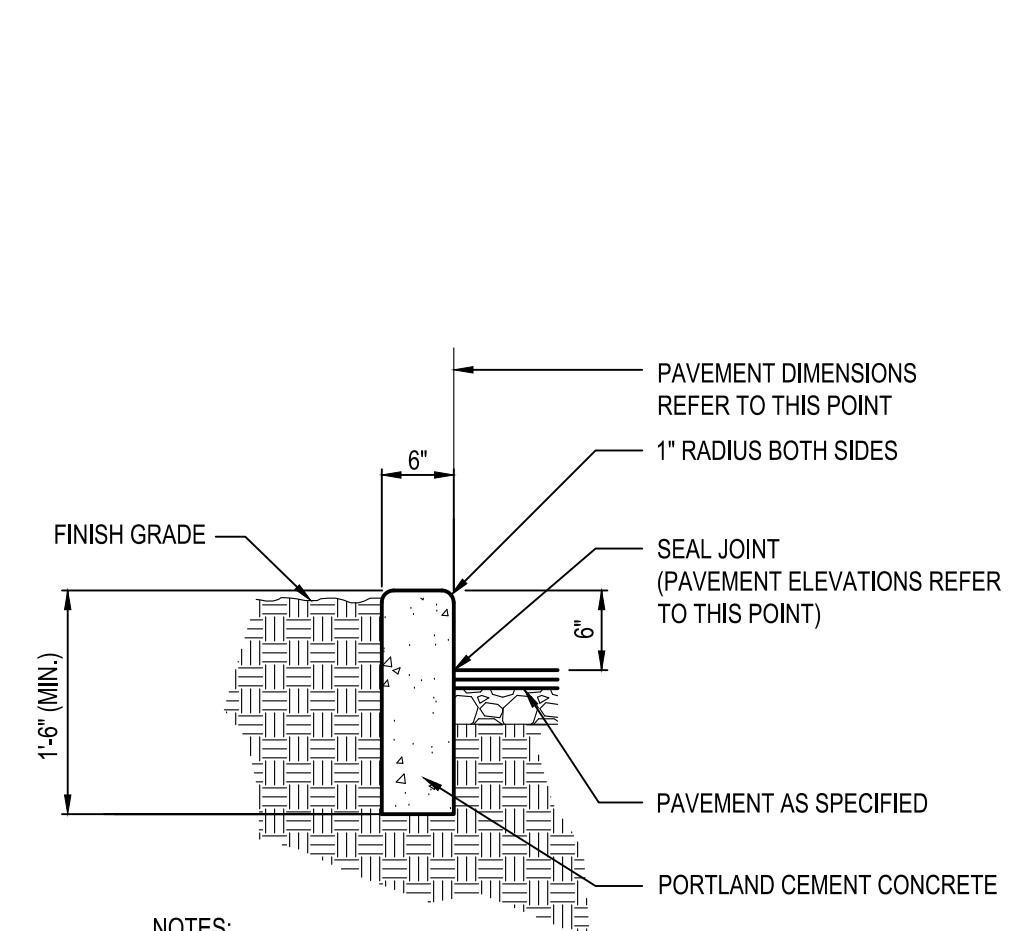 PAVEMENT DIMENSIONS
REFER TO THIS POINT
1" RADIUS BOTH SIDES
6"
FINISH GRADE
SEAL JOINT
(PAVEMENT ELEVATIONS REFER
TO THIS POINT)
6"
1'-6" (MIN.)
PAVEMENT AS SPECIFIED
PORTLAND CEMENT CONCRETE
NOTES: